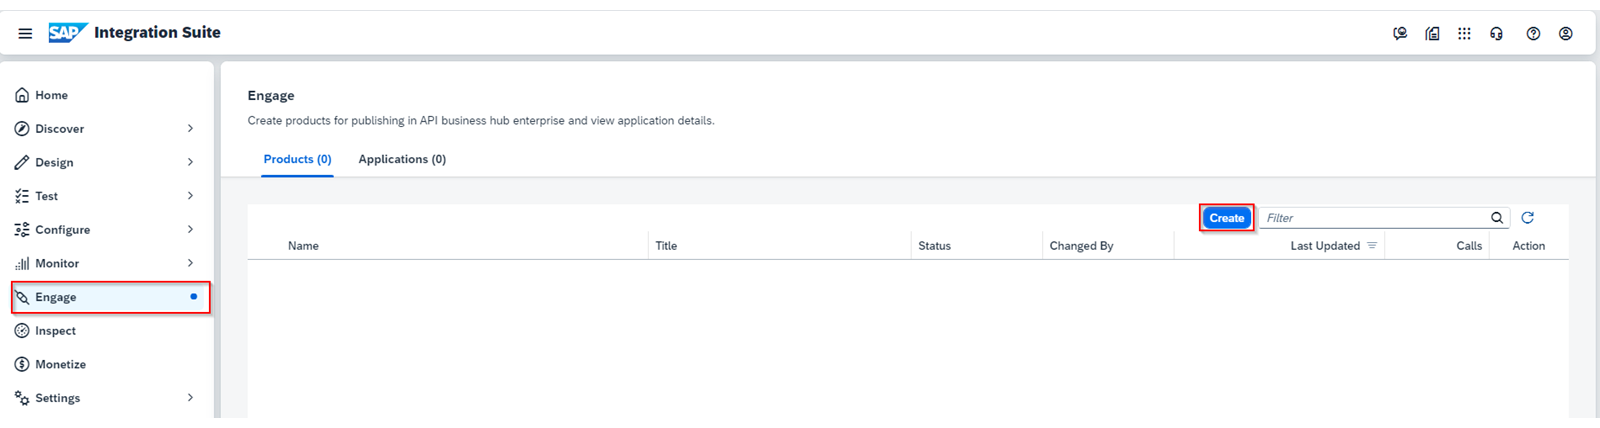 SAP Integration Suite
Home
Discover
Design
Test
Configure
Monitor
Engage
Inspect
Monetize
Settings
Engage
Create products for publishing in API business hub enterprise and view application details.
Products (0) Applications (0)
Create Filter
Name Title Status Changed By Last Updated Calls Action